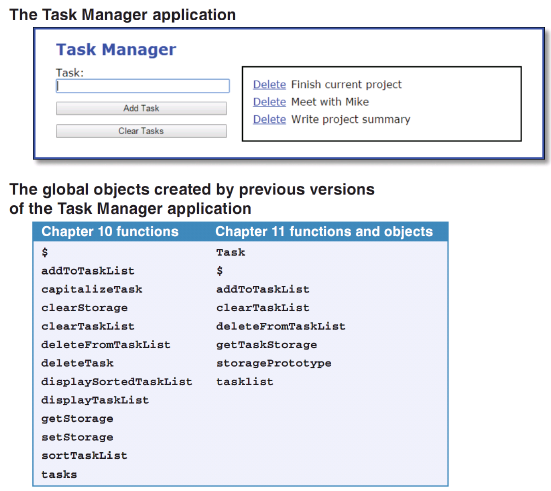 The Task Manager application
Task Manager
Task:
Add Task
Clear Tasks
Delete Finish current project
Delete Meet with Mike
Delete Write project summary
The global objects created by previous versions
of the Task Manager application
Chapter 10 functions Chapter 11 functions and objects
$ Task
addToTaskList $
capitalizeTask addToTaskList
clearStorage clearTaskList
clearTaskList deleteFromTaskList
deleteFromTaskList getTaskStorage
deleteTask storagePrototype
displaySortedTaskList tasklist
displayTaskList
getStorage
setStorage
sortTaskList
tasks